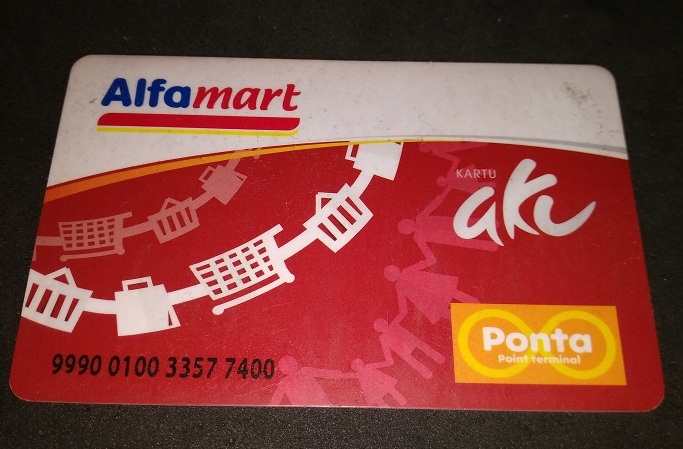 Alfamart
KARTU
aku
Ponta
Point terminal
9990 0100 3357 7400